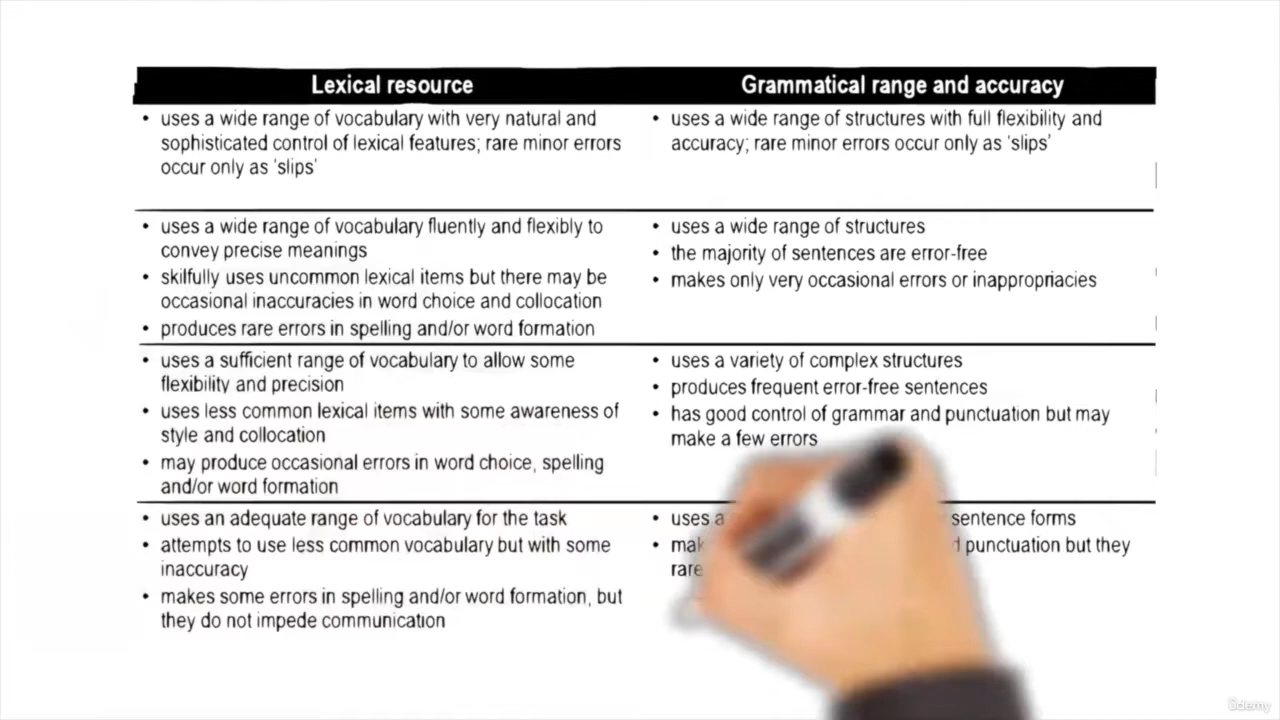 Lexical resource
Grammatical range and accuracy
• uses a wide range of vocabulary with very natural and
sophisticated control of lexical features; rare minor errors
occur only as ‘slips’
• uses a wide range of structures with full flexibility and
accuracy; rare minor errors occur only as ‘slips’
• uses a wide range of vocabulary fluently and flexibly to
convey precise meanings
• skilfully uses uncommon lexical items but there may be
occasional inaccuracies in word choice and collocation
• produces rare errors in spelling and/or word formation
• uses a wide range of structures
• the majority of sentences are error-free
• makes only very occasional errors or inappropriacies
• uses a sufficient range of vocabulary to allow some
flexibility and precision
• uses less common lexical items with some awareness of
style and collocation
• may produce occasional errors in word choice, spelling
and/or word formation
• uses a variety of complex structures
• produces frequent error-free sentences
• has good control of grammar and punctuation but may
make a few errors
• uses an adequate range of vocabulary for the task
• attempts to use less common vocabulary but with some
inaccuracy
• makes some errors in spelling and/or word formation, but
they do not impede communication
• uses a sentence forms
• punctuation but they
ûdemy